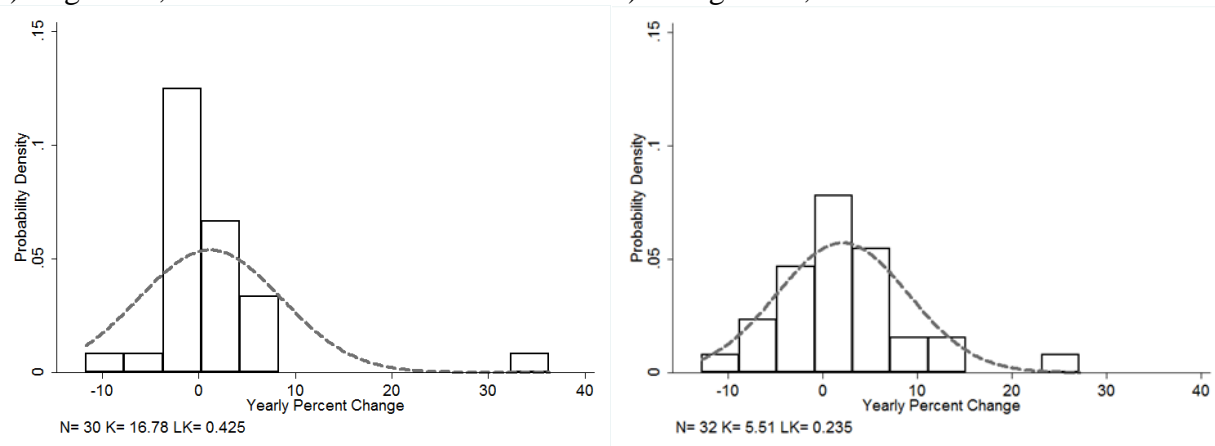 .15
.1
.05
0
Probability Density
-10 0 10 20 30 40
Yearly Percent Change
N= 30 K= 16.78 LK= 0.425
.15
.1
.05
0
Probability Density
-10 0 10 20 30 40
Yearly Percent Change
N= 32 K= 5.51 LK= 0.235